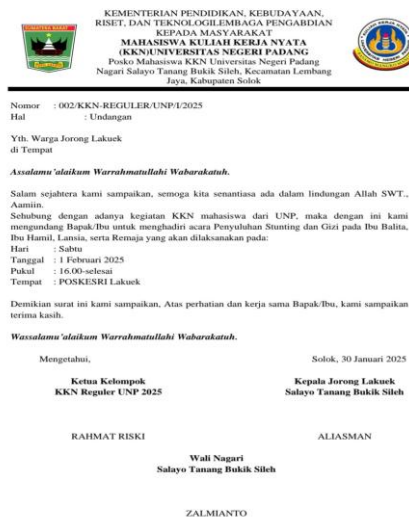 SUMATERA BARAT
KEMENTERIAN PENDIDIKAN, KEBUDAYAAN,
RISET, DAN TEKNOLOGILEMBAGA PENGABDIAN
KEPADA MASYARAKAT
MAHASISWA KULIAH KERJA NYATA
(KKN)UNIVERSITAS NEGERI PADANG
Posko Mahasiswa KKN Universitas Negeri Padang
Nagari Salayo Tanang Bukik Sileh, Kecamatan Lembang
Jaya, Kabupaten Solok
Nomor : 002/KKN-REGULER/UNP/I/2025
Hal : Undangan
Yth. Warga Jorong Lakuek
di Tempat
Assalamu’alaikum Warrahmatullahi Wabarakatuh.
Salam sejahtera kami sampaikan, semoga kita senantiasa ada dalam lindungan Allah SWT.,
Aamiin.
Sehubung dengan adanya kegiatan KKN mahasiswa dari UNP, maka dengan ini kami
mengundang Bapak/Ibu untuk menghadiri acara Penyuluhan Stunting dan Gizi pada Ibu Balita,
Ibu Hamil, Lansia, serta Remaja yang akan dilaksanakan pada:
Hari : Sabtu
Tanggal : 1 Februari 2025
Pukul : 16.00-selesai
Tempat : POSKESRI Lakuek
Demikian surat ini kami sampaikan, Atas perhatian dan kerja sama Bapak/Ibu, kami sampaikan
terima kasih.
Wassalamu’alaikum Warrahmatullahi Wabarakatuh.
Mengetahui, Solok, 30 Januari 2025
Ketua Kelompok Kepala Jorong Lakuek
KKN Reguler UNP 2025 Salayo Tanang Bukik Sileh
RAHMAT RISKI ALIASMAN
Wali Nagari
Salayo Tanang Bukik Sileh
ZALMIANTO